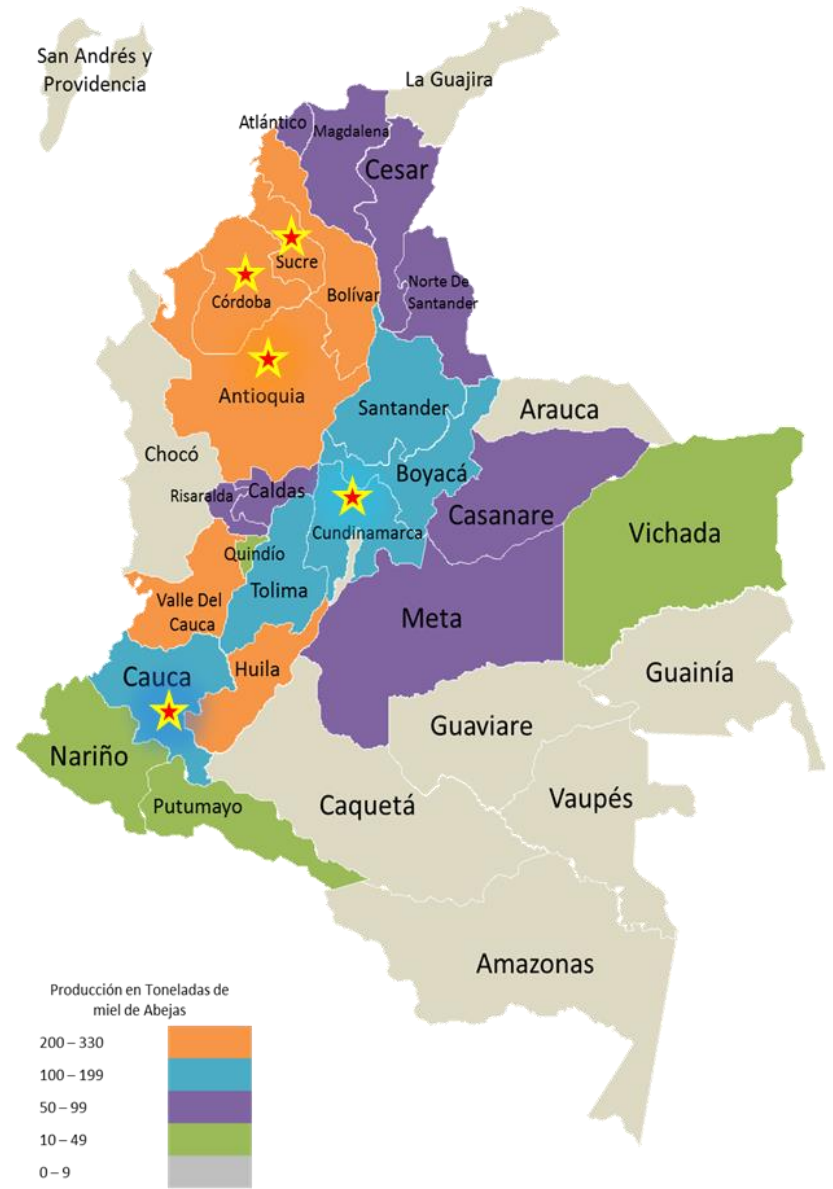 San Andrés y
Providencia
La Guajira
Atlántico
Magdalena
Cesar
Sucre
Córdoba
Bolívar
Norte De
Santander
Antioquia
Santander
Arauca
Chocó
Boyacá
Risaralda
Caldas
Casanare
Cundinamarca
Vichada
Quindío
Tolima
Valle Del
Cauca
Meta
Huila
Cauca
Guainía
Guaviare
Nariño
Vaupés
Putumayo
Caquetá
Amazonas
Producción en Toneladas de
miel de Abejas
200 – 330
100 – 199
50 – 99
10 – 49
0 – 9